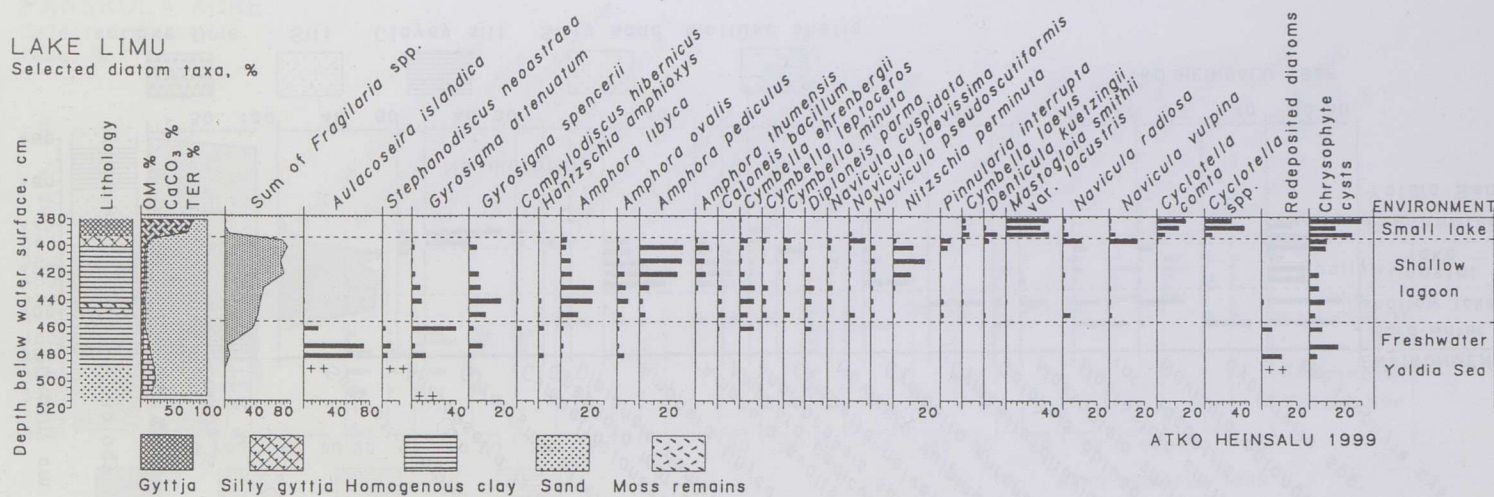 LAKE LIMU
Selected diatom taxa, %
Depth below water surface, cm
Lithology
OM %
CaCO3 %
TER %
Sum of Fragilaria spp.
Aulacoseira islandica
Stephanodiscus neoastraea
Gyrosigma attenuatum
Gyrosigma spencerii
Campylodiscus hibernicus
Hantzschia amphioxys
Amphora libyca
Amphora ovalis
Amphora pediculus
Amphora thumensis
Caloneis bacillum
Cymbella ehrenbergii
Cymbella leptoceros
Cymbella minuta
Diploneis parma
Navicula cuspidata
Navicula laevissima
Navicula pseudoscutiformis
Nitzschia perminuta
Pinnularia interrupta
Cymbella laevis
Denticula kuetzingii
Mastogloia smithii
var. lacustris
Navicula radiosa
Navicula vulpina
Cyclotella
comta
Cyclotella
spp.
Redeposited diatoms
Chrysophyte
cysts
ENVIRONMENT
380
400
420
440
460
480
500
520
Small lake
Shallow
lagoon
Freshwater
Yoldia Sea
++ ++ ++
++
50 100 40 80 40 80 40 20 20 20 20 40 20 20 20 40 20 20
ATKO HEINSALU 1999
Gyttja Silty gyttja Homogenous clay Sand Moss remains